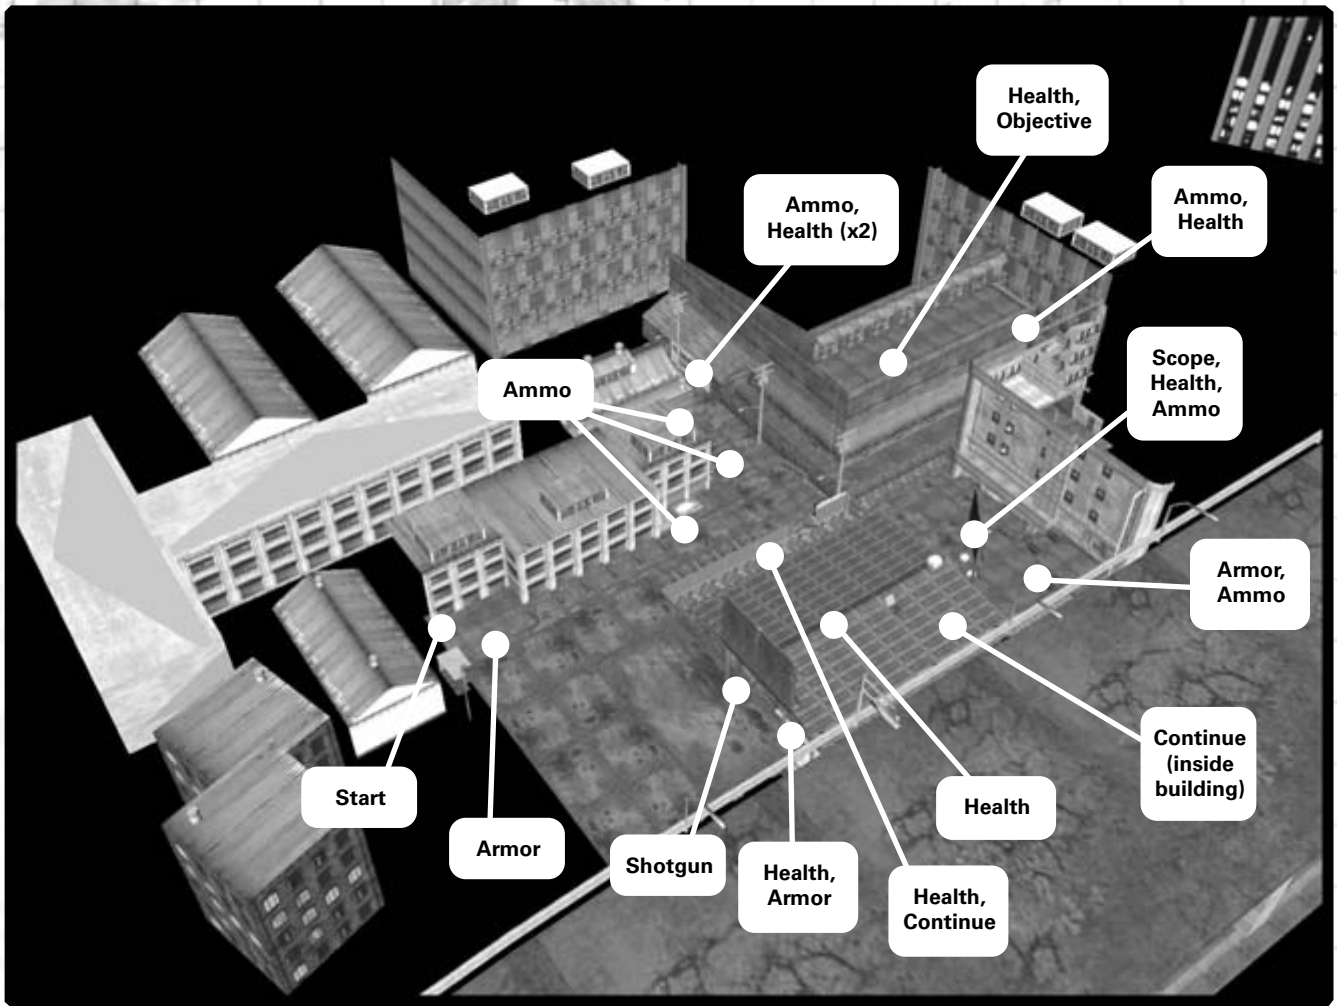 Health,
Objective
Ammo,
Health (x2)
Ammo,
Health
Scope,
Health,
Ammo
Ammo
Armor,
Ammo
Continue
(inside
building)
Start
Health
Armor
Shotgun
Health,
Armor
Health,
Continue